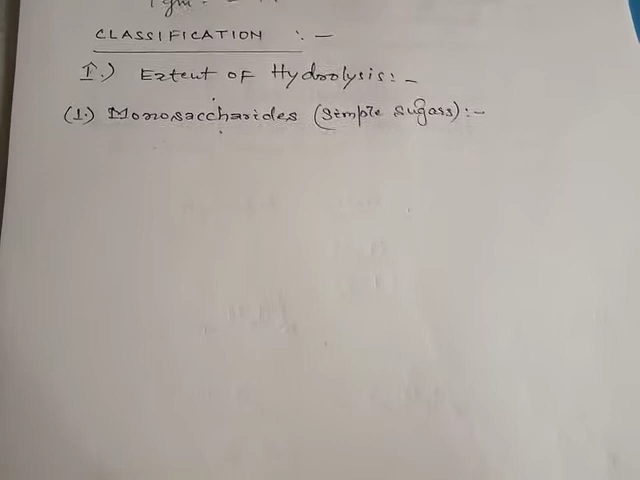 CLASSIFICATION :-
I.) Extent of Hydrolysis:-
(1.) Monosaccharides (simple sugars):-